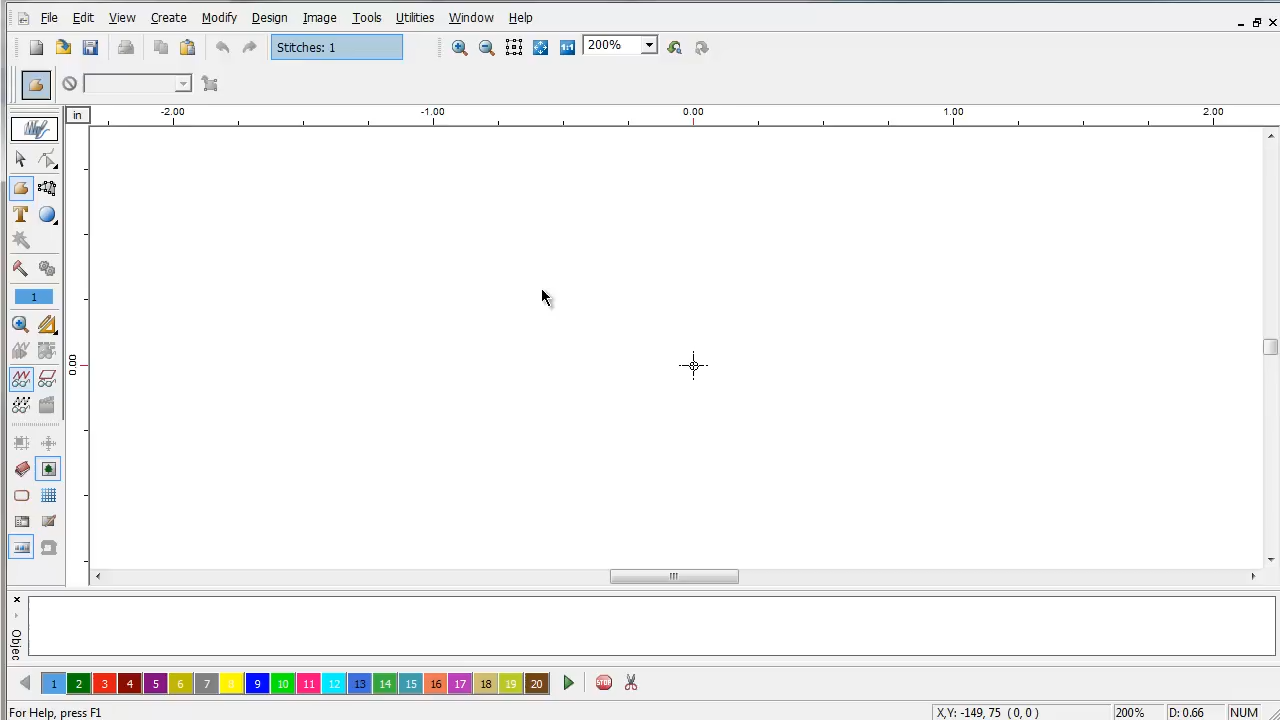 File Edit View Create Modify Design Image Tools Utilities Window Help
Stitches: 1
200%
in
-2.00 -1.00 0.00 1.00 2.00
1
0.00
Objec
1 2 3 4 5 6 7 8 9 10 11 12 13 14 15 16 17 18 19 20
STOP
For Help, press F1
X,Y: -149, 75 ( 0, 0 ) 200% D: 0.66 NUM